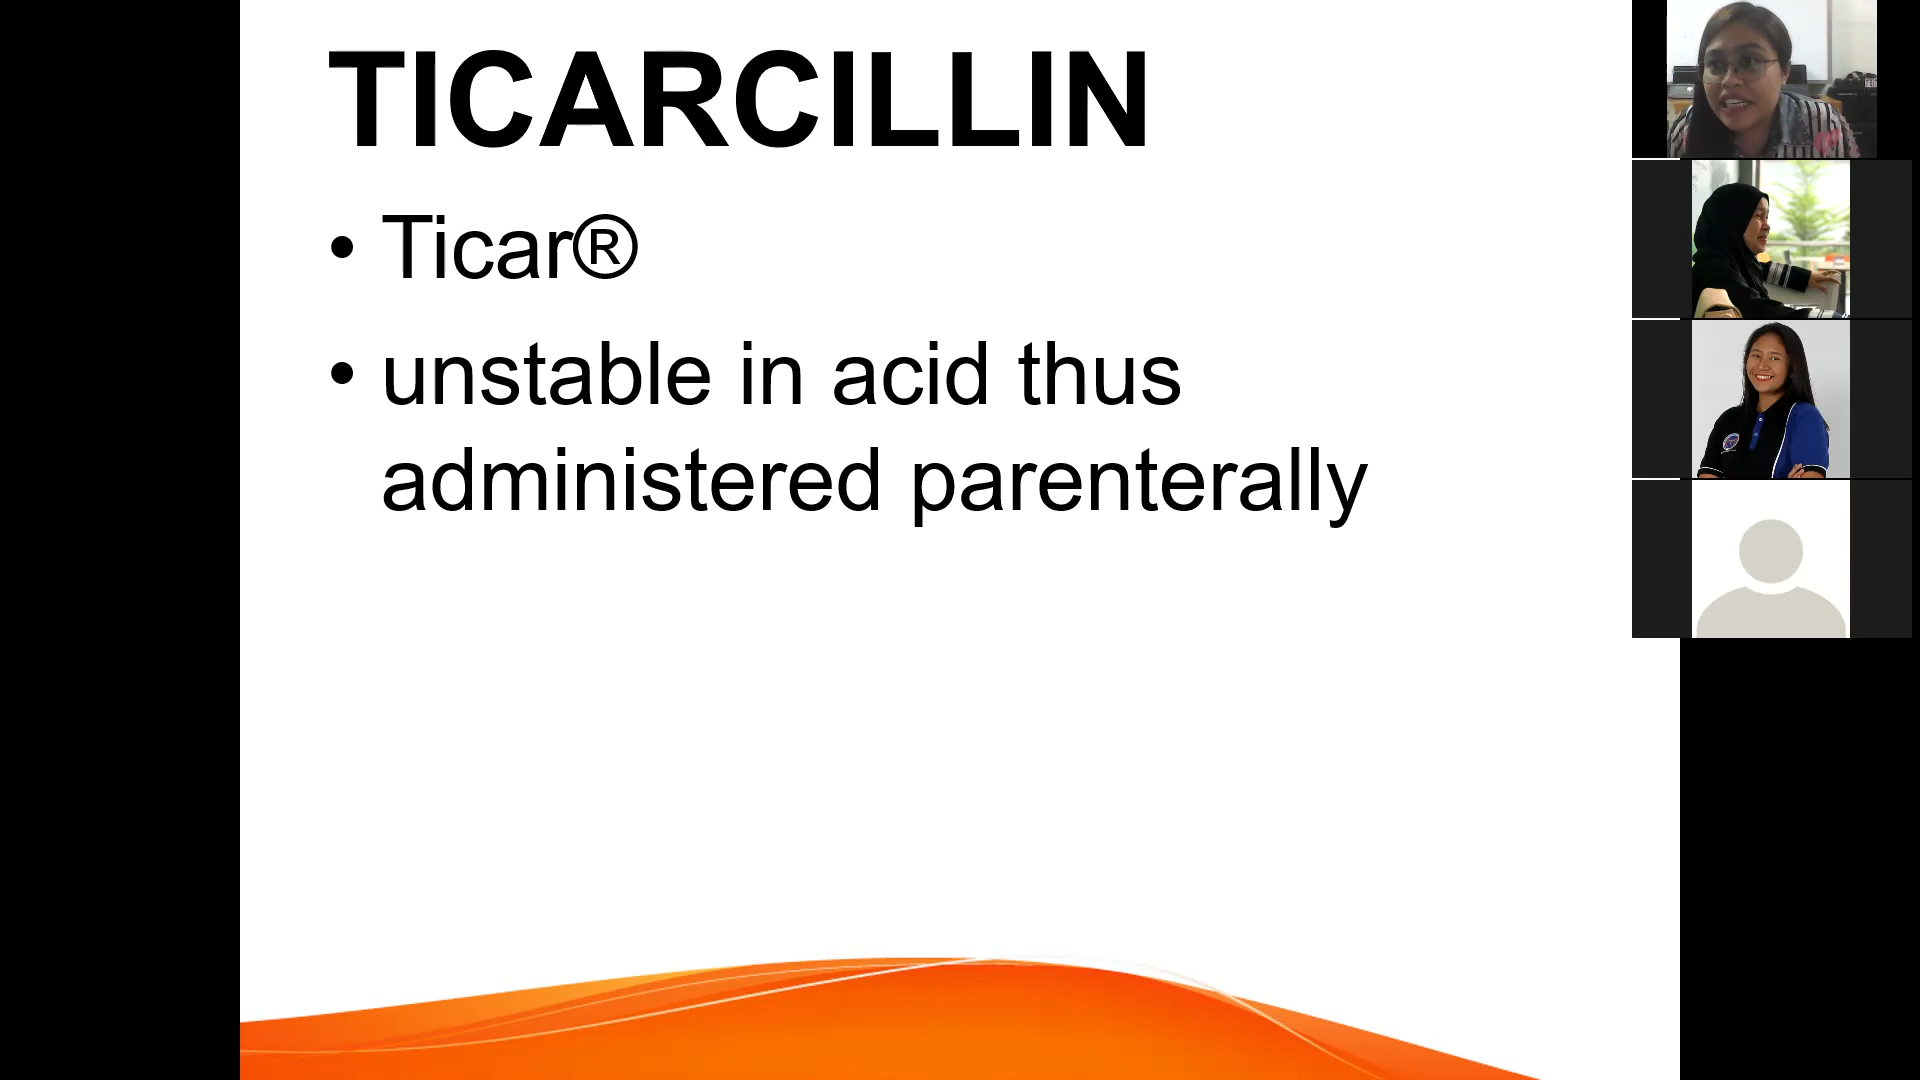 TICARCILLIN
• Ticar®
• unstable in acid thus
administered parenterally